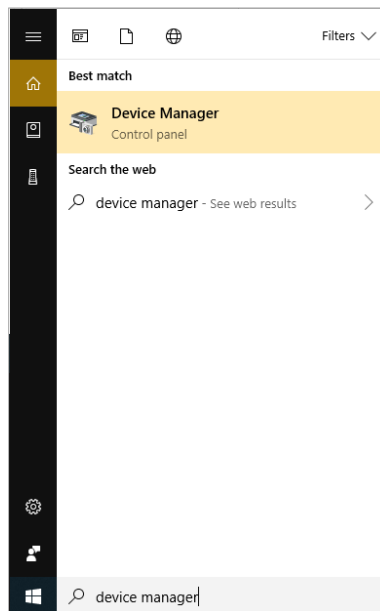 Filters
Best match
Device Manager
Control panel
Search the web
device manager - See web results
device manager